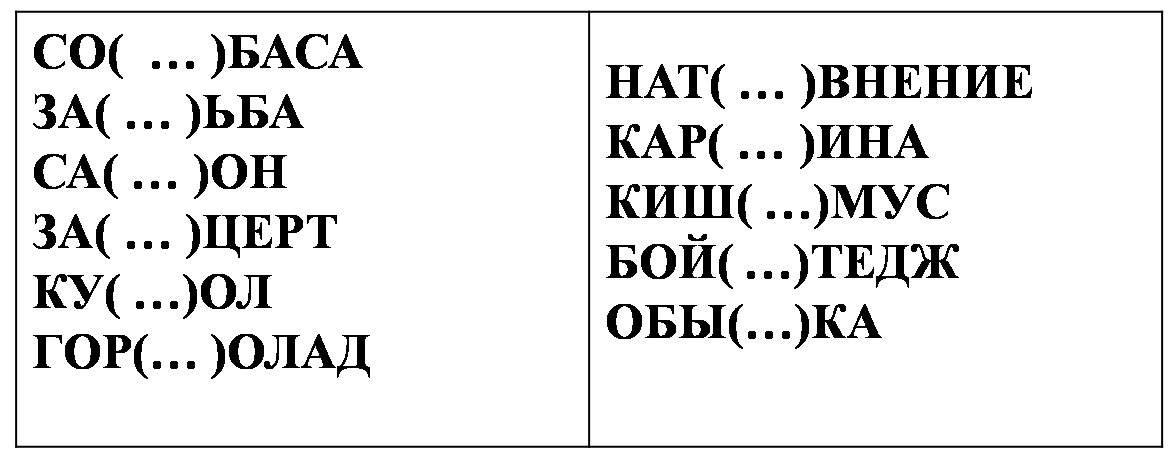 СО( … )БАСА
ЗА( … )ЬБА
СА( … )ОН
ЗА( … )ЦЕРТ
КУ( …)ОЛ
ГОР(… )ОЛАД
НАТ( … )ВНЕНИЕ
КАР( … )ИНА
КИШ( …)МУС
БОЙ( …)ТЕДЖ
ОБЫ(…)КА